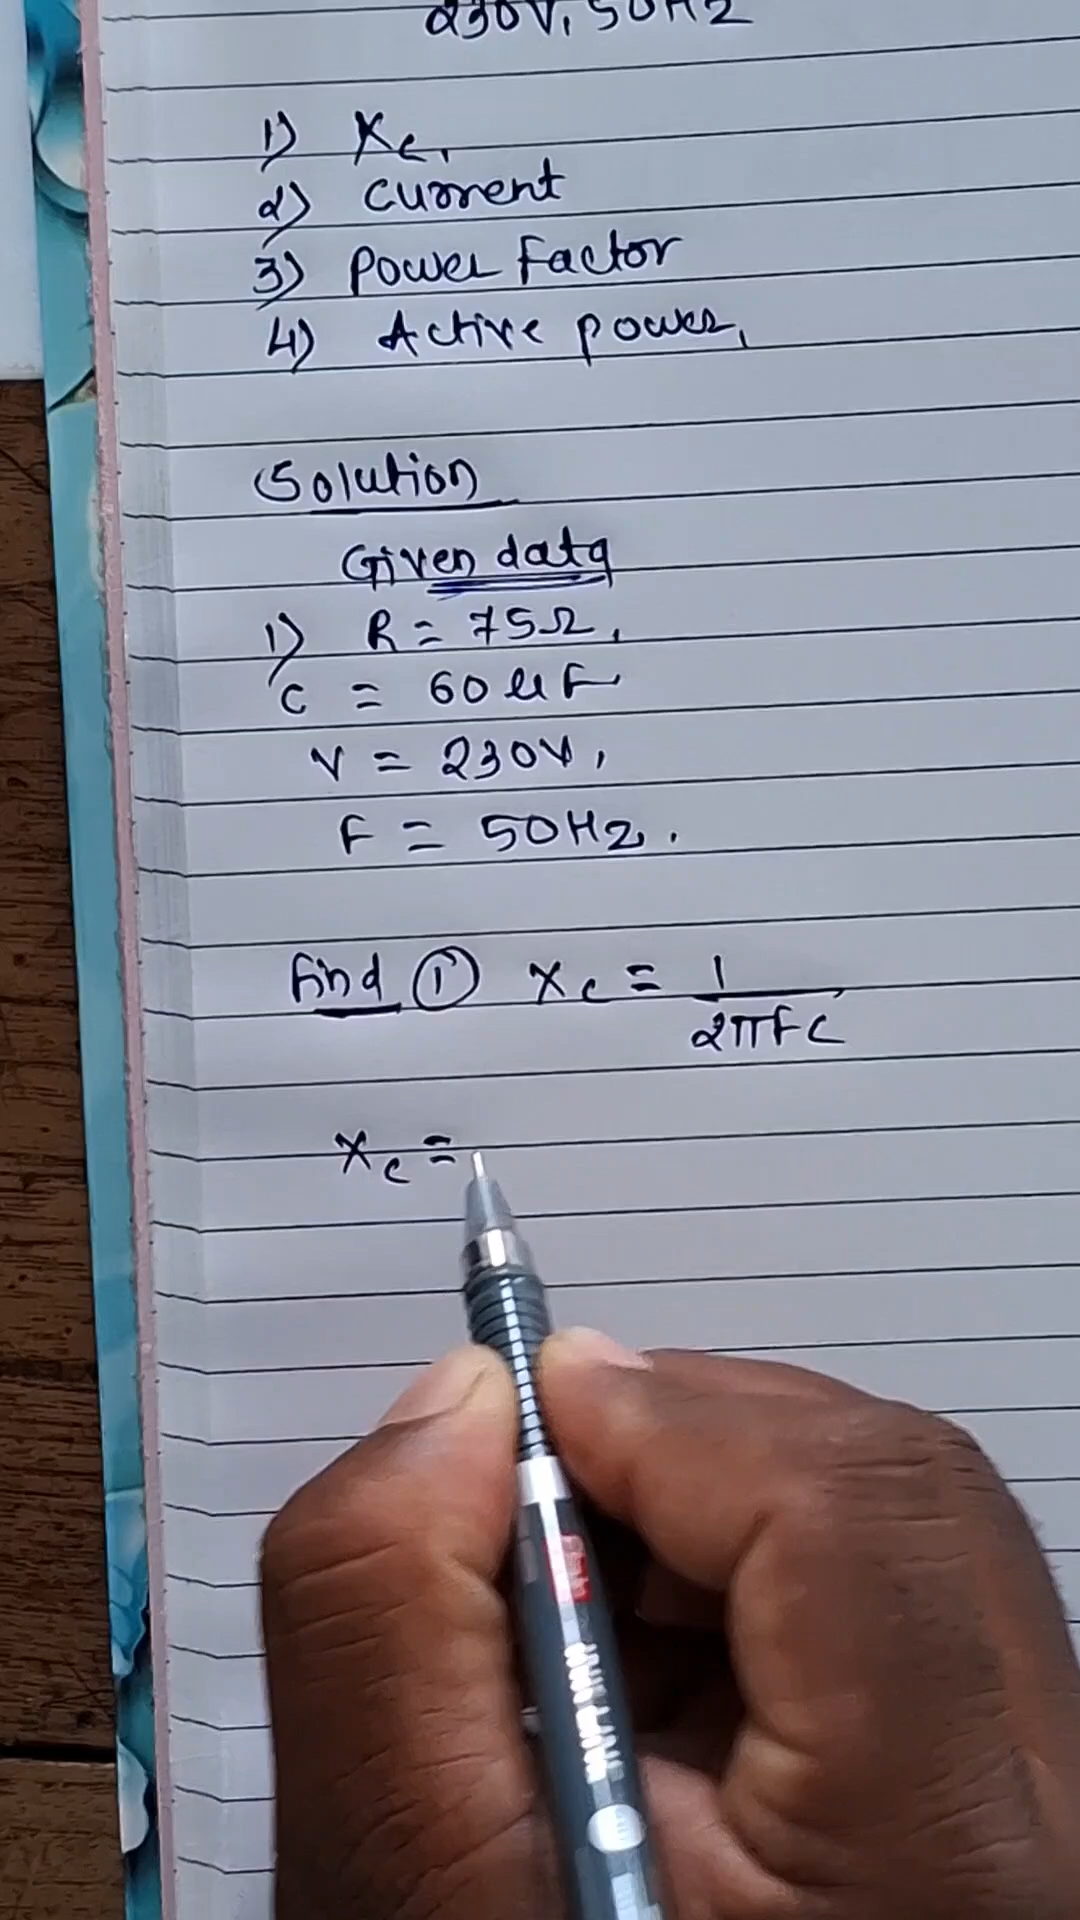 230V, 50Hz
1) Xc,
2) Current
3) Power Factor
4) Active power,
Solution
Given data
1) R = 75Ω,
C = 60 μF
V = 230V,
F = 50Hz.
Find ① Xc = 1
2πFC
Xc =